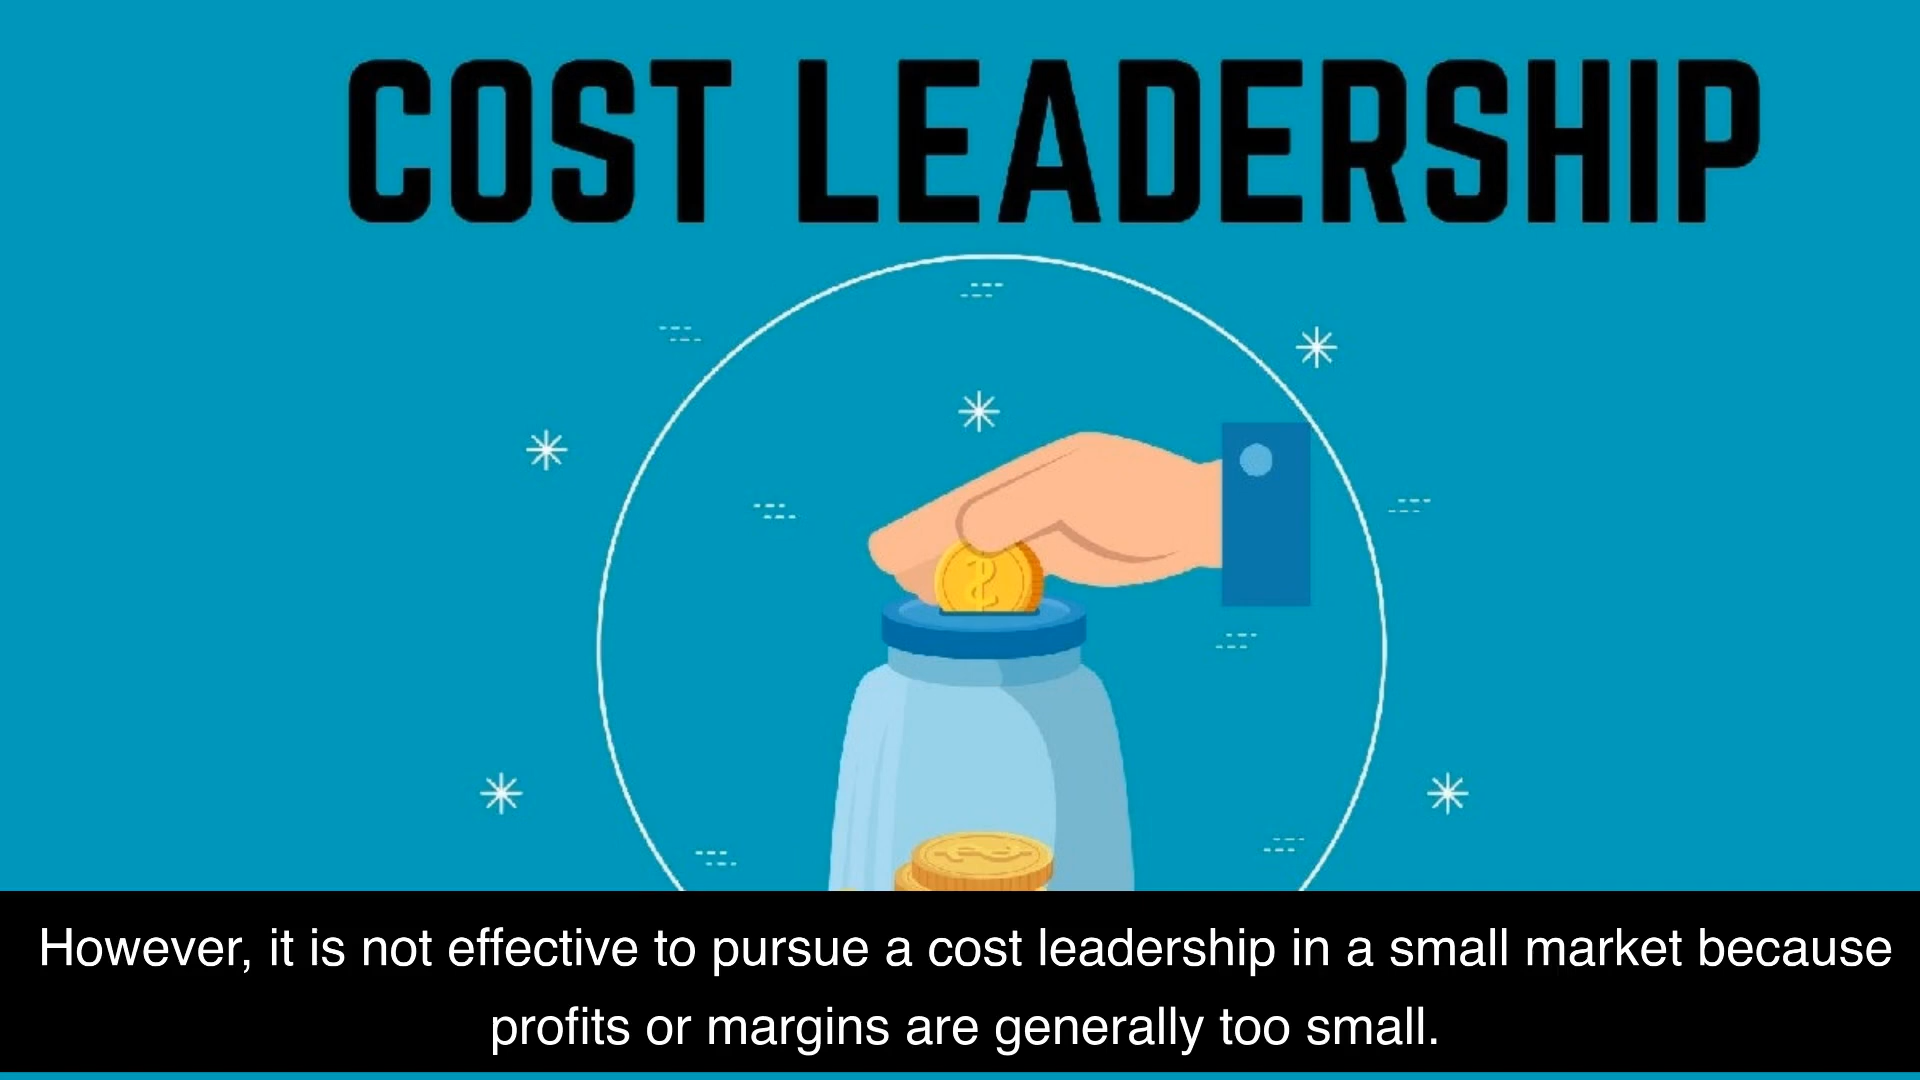 COST LEADERSHIP
However, it is not effective to pursue a cost leadership in a small market because
profits or margins are generally too small.